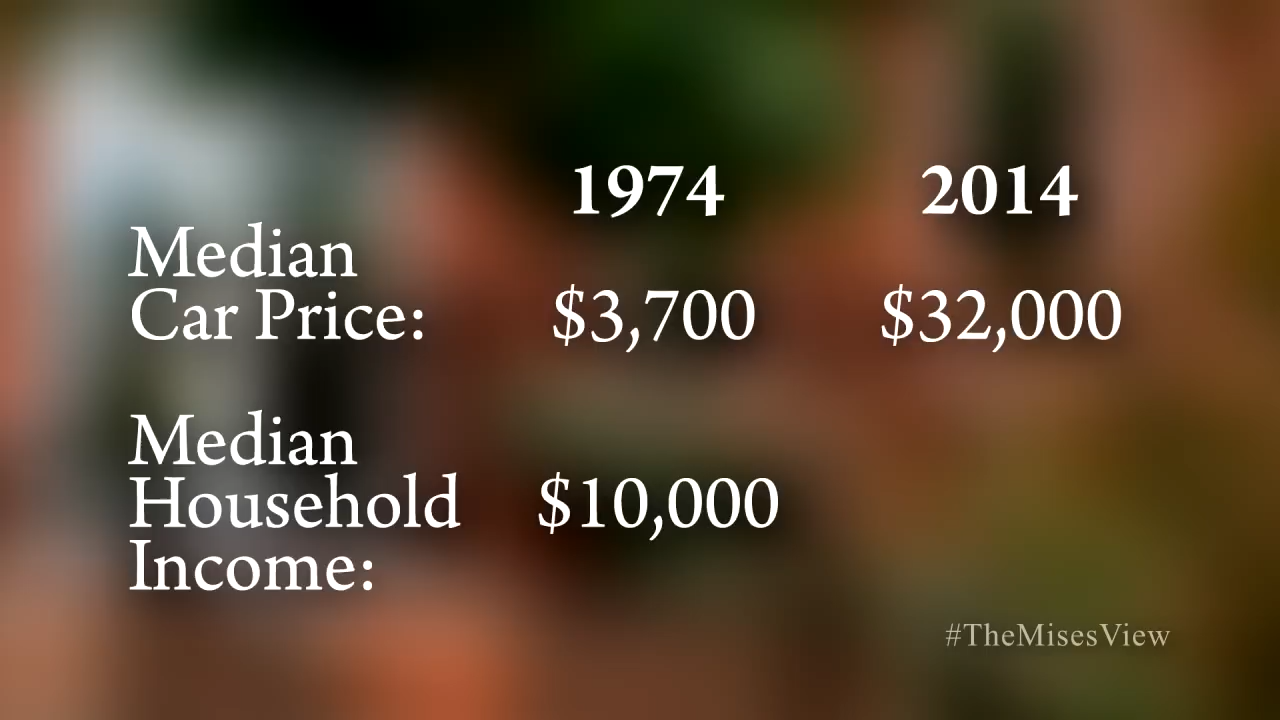 1974 2014
Median
Car Price: $3,700 $32,000
Median
Household $10,000
Income:
#TheMisesView